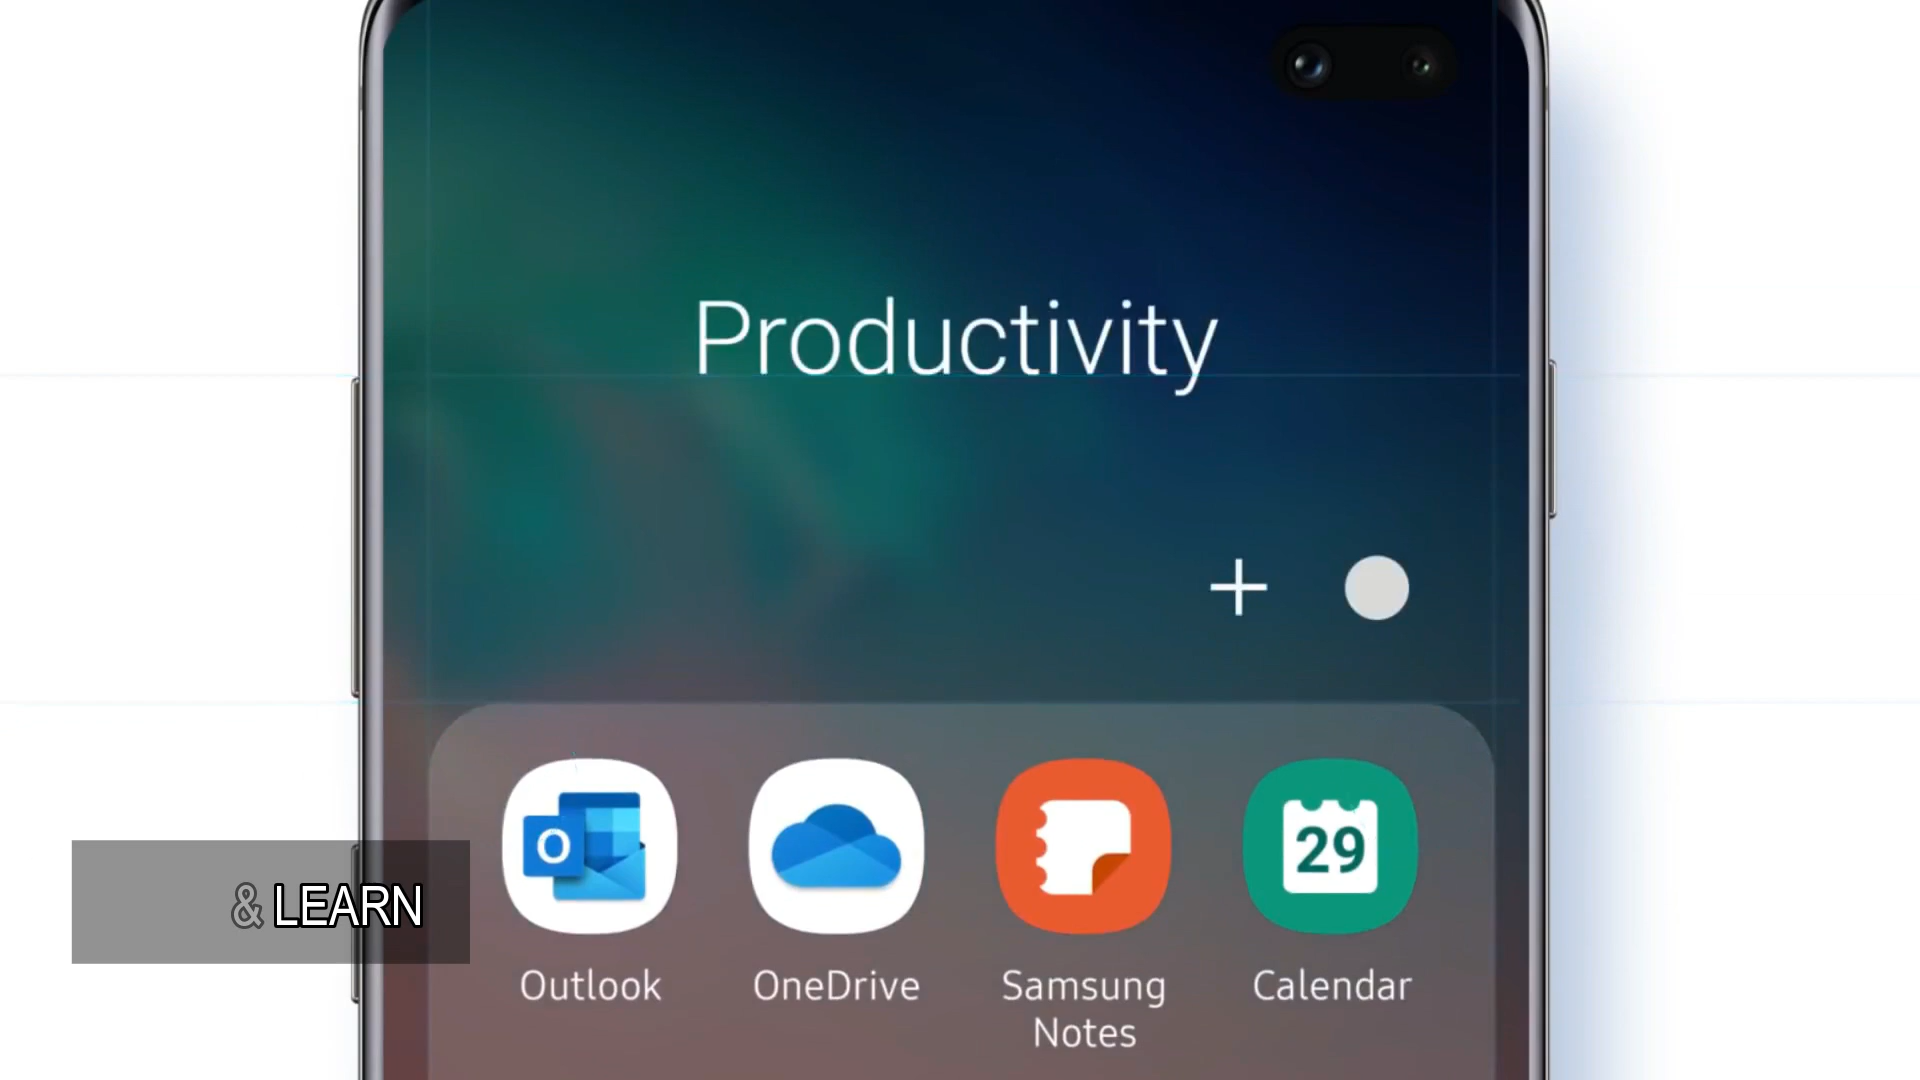 Productivity
+
O
29
Outlook
OneDrive
Samsung
Notes
Calendar
& LEARN